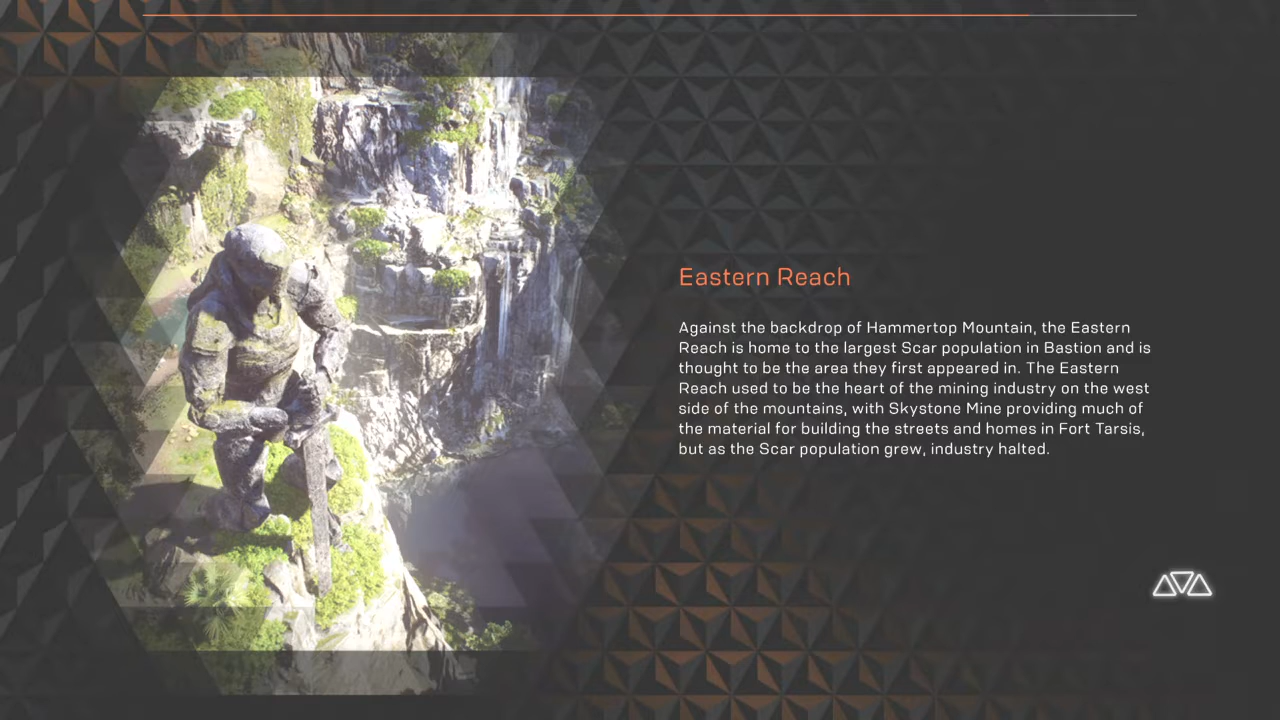 Eastern Reach
Against the backdrop of Hammertop Mountain, the Eastern
Reach is home to the largest Scar population in Bastion and is
thought to be the area they first appeared in. The Eastern
Reach used to be the heart of the mining industry on the west
side of the mountains, with Skystone Mine providing much of
the material for building the streets and homes in Fort Tarsis,
but as the Scar population grew, industry halted.